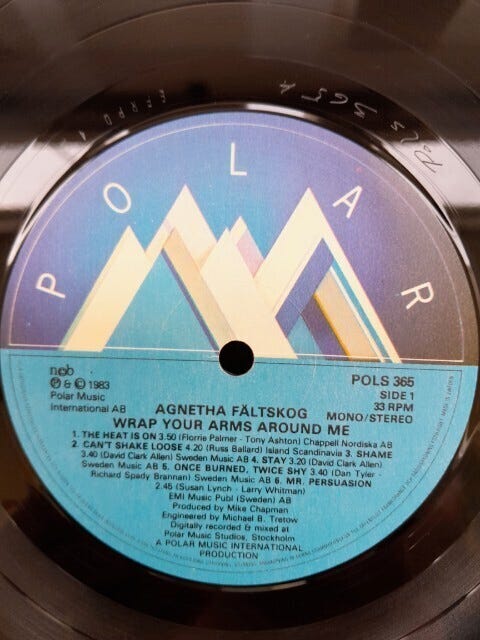 POLS 365 A
POLAR
ncb
℗ & © 1983
Polar Music
International AB
POLS 365
SIDE 1
33 RPM
MONO/STEREO
AGNETHA FÄLTSKOG
WRAP YOUR ARMS AROUND ME
1. THE HEAT IS ON 3.50 (Florrie Palmer - Tony Ashton) Chappell Nordiska AB
2. CAN'T SHAKE LOOSE 4.20 (Russ Ballard) Island Scandinavia 3. SHAME
3.40 (David Clark Allen) Sweden Music AB 4. STAY 3.20 (David Clark Allen)
Sweden Music AB 5. ONCE BURNED, TWICE SHY 3.40 (Dan Tyler -
Richard Spady Brannan) Sweden Music AB 6. MR. PERSUASION
2.45 (Susan Lynch - Larry Whitman)
EMI Music Publ (Sweden) AB
Produced by Mike Chapman
Engineered by Michael B. Tretow
Digitally recorded & mixed at
Polar Music Studios, Stockholm
A POLAR MUSIC INTERNATIONAL
PRODUCTION